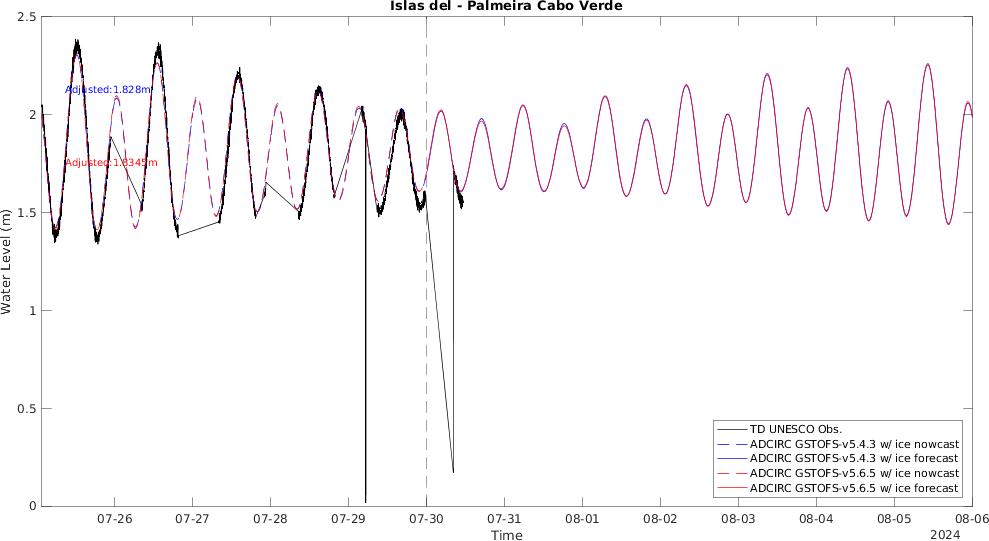 Islas del - Palmeira Cabo Verde
2.5
2
1.5
1
0.5
0
Water Level (m)
Adjusted:1.828m
Adjusted:1.8345m
TD UNESCO Obs.
ADCIRC GSTOFS-v5.4.3 w/ ice nowcast
ADCIRC GSTOFS-v5.4.3 w/ ice forecast
ADCIRC GSTOFS-v5.6.5 w/ ice nowcast
ADCIRC GSTOFS-v5.6.5 w/ ice forecast
07-26 07-27 07-28 07-29 07-30 07-31 08-01 08-02 08-03 08-04 08-05 08-06
Time
2024